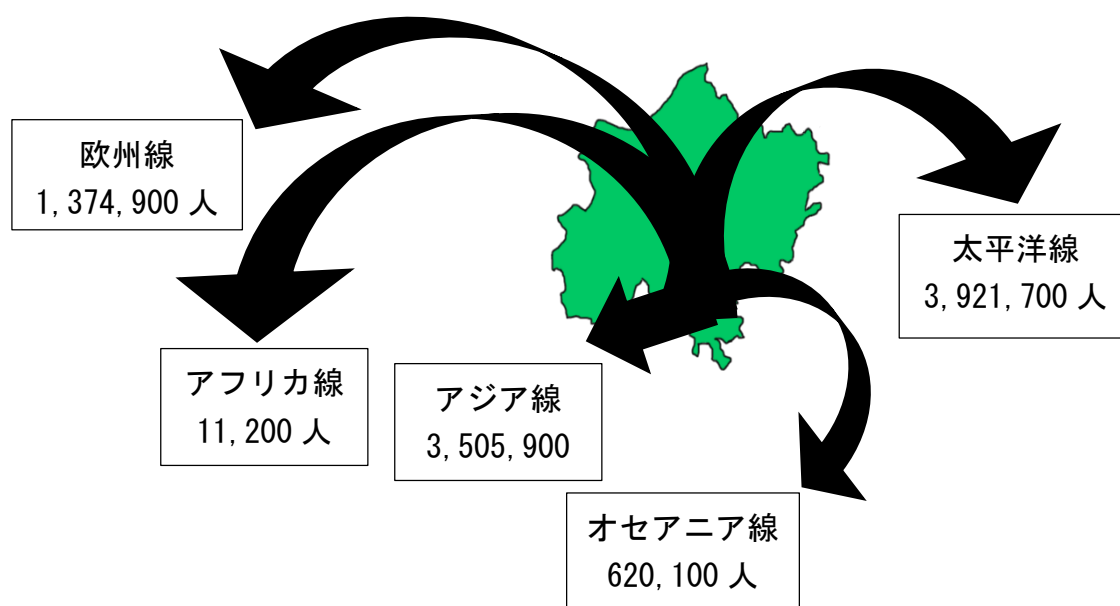 欧州線
1,374,900 人
太平洋線
3,921,700 人
アフリカ線
11,200 人
アジア線
3,505,900
オセアニア線
620,100 人